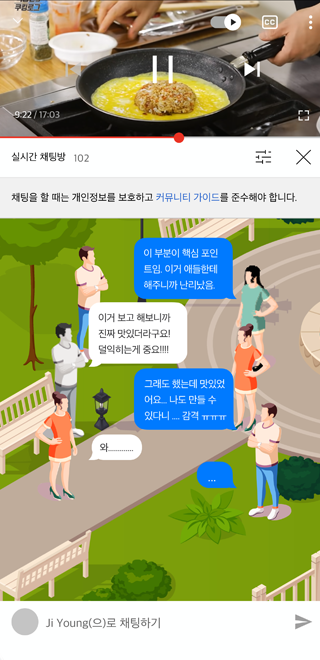 쿠킹로그
-9:22 / 17:03
CC
실시간 채팅방 102
채팅을 할 때는 개인정보를 보호하고 커뮤니티 가이드를 준수해야 합니다.
이 부분이 핵심 포인
트임. 이거 애들한테
해주니까 난리났음.
이거 보고 해보니까
진짜 맛있더라구요!
덜익히는게 중요!!!!
그래도 했는데 맛있었
어요... 나도 만들 수
있다니 .... 감격 ㅠㅠㅠ
와.............
...
Ji Young(으)로 채팅하기